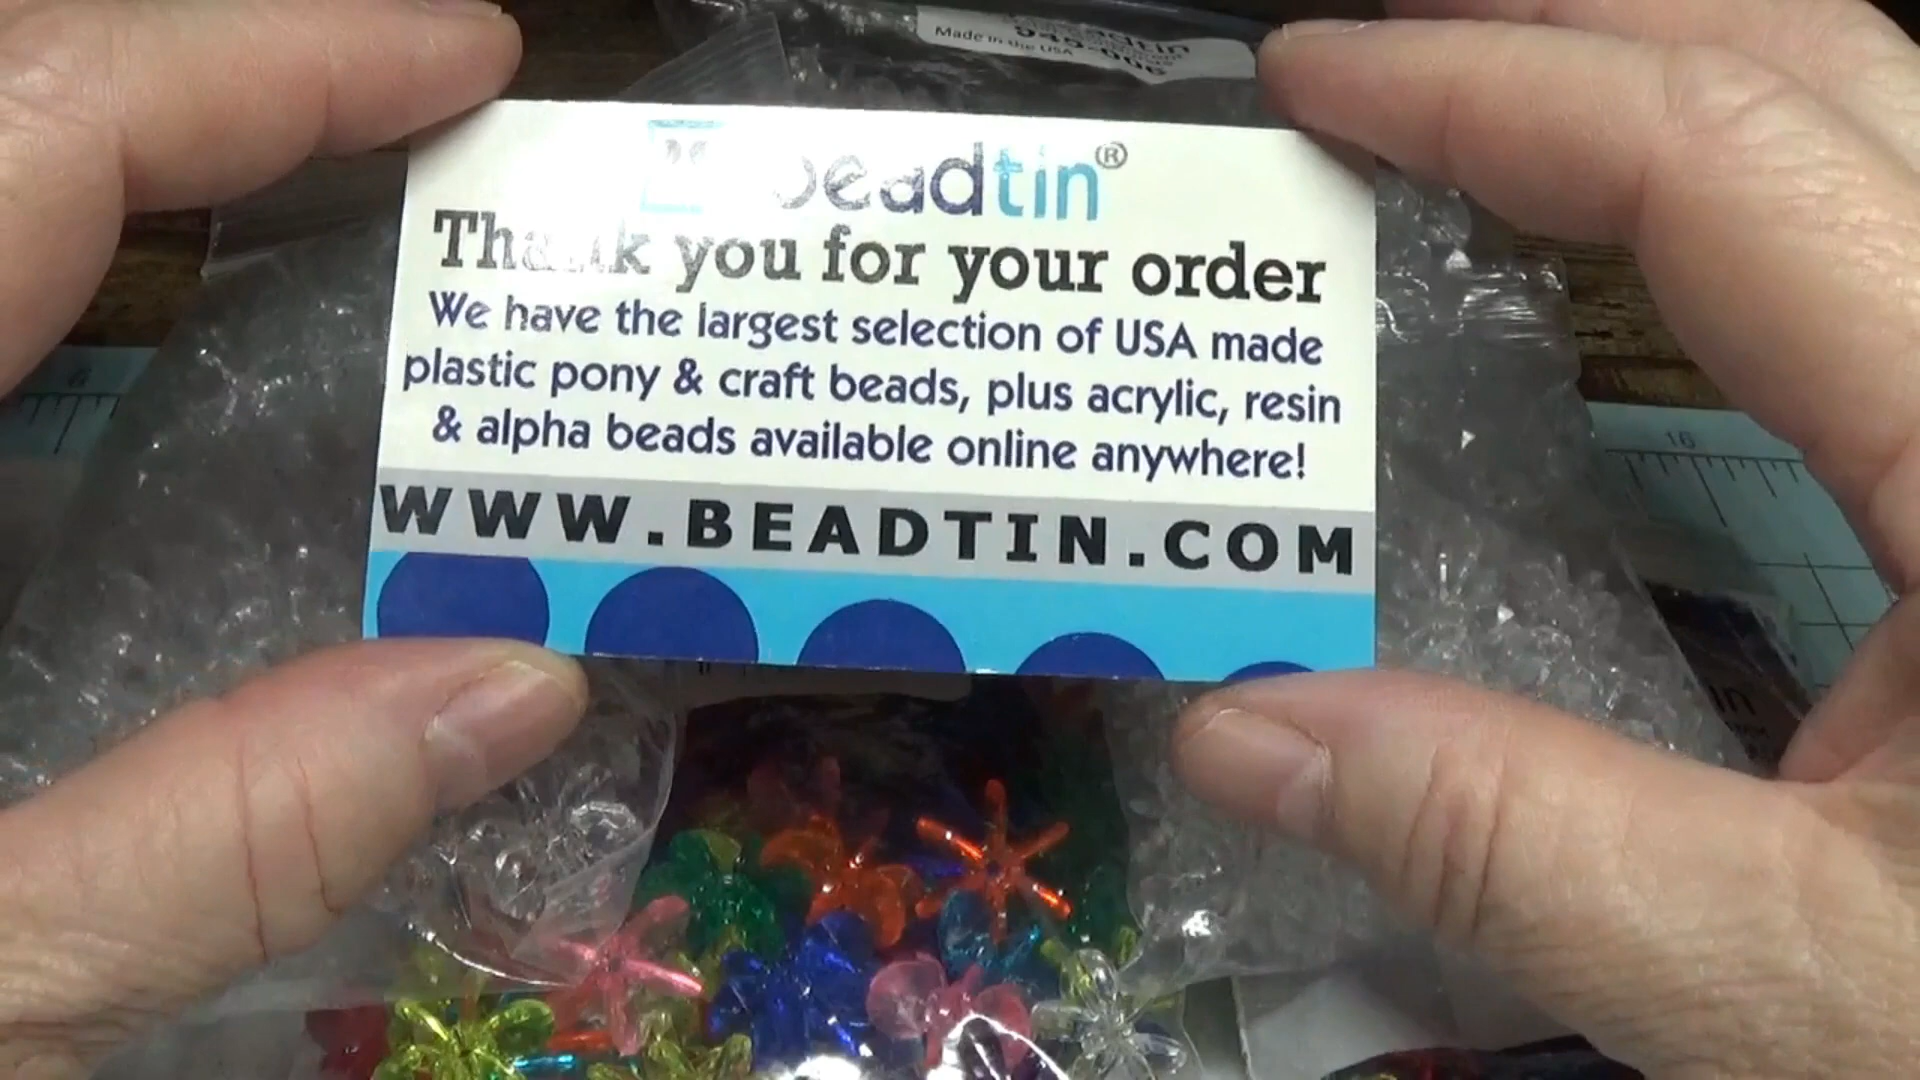 Made in the USA
beadtin®
Thank you for your order
We have the largest selection of USA made
plastic pony & craft beads, plus acrylic, resin
& alpha beads available online anywhere!
WWW.BEADTIN.COM
16